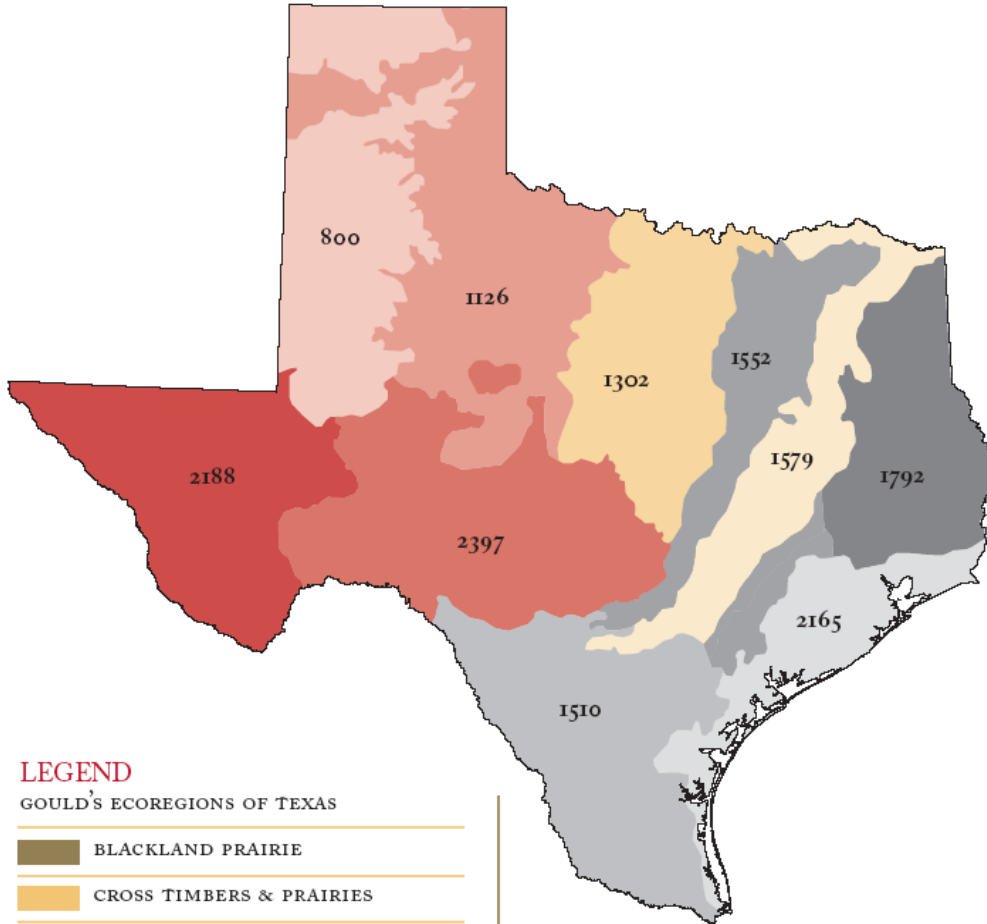 800
1126
1302
1552
1579
1792
2188
2397
2165
1510
LEGEND
GOULD'S ECOREGIONS OF TEXAS
BLACKLAND PRAIRIE
CROSS TIMBERS & PRAIRIES